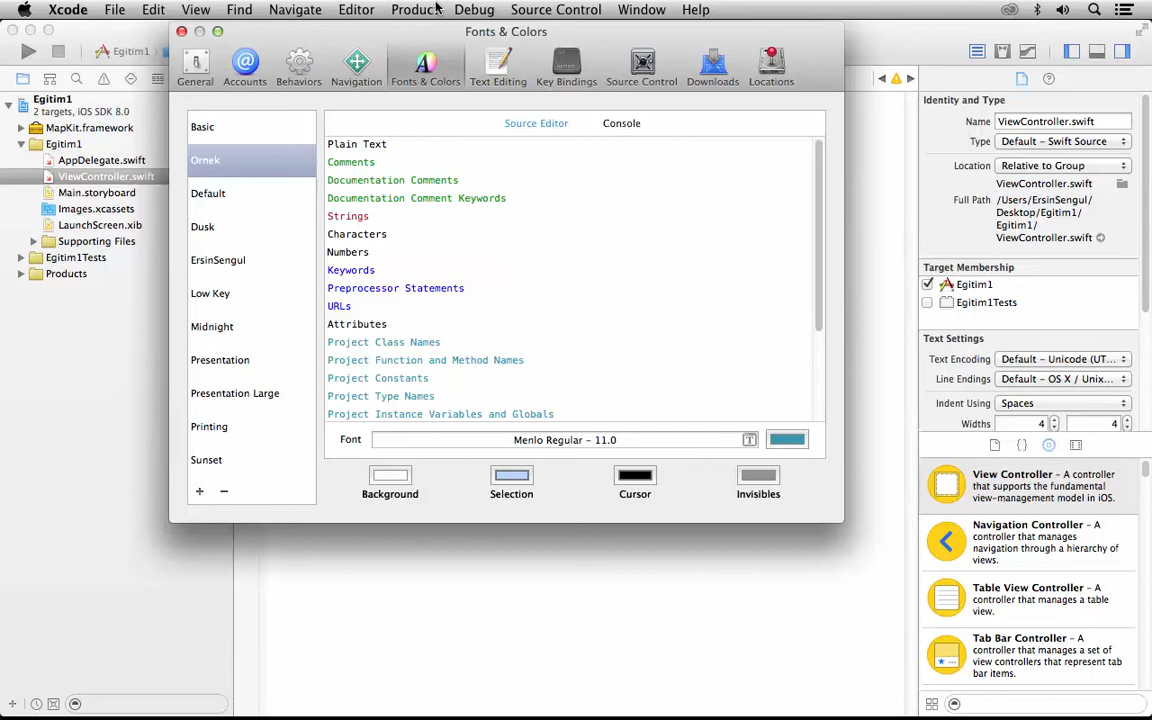 Xcode File Edit View Find Navigate Editor Product Debug Source Control Window Help
Fonts & Colors
General Accounts Behaviors Navigation Fonts & Colors Text Editing Key Bindings Source Control Downloads Locations
Egitim1
Egitim1
2 targets, iOS SDK 8.0
MapKit.framework
Egitim1
AppDelegate.swift
ViewController.swift
Main.storyboard
Images.xcassets
LaunchScreen.xib
Supporting Files
Egitim1Tests
Products
Basic
Ornek
Default
Dusk
ErsinSengul
Low Key
Midnight
Presentation
Presentation Large
Printing
Sunset
Source Editor Console
Plain Text
Comments
Documentation Comments
Documentation Comment Keywords
Strings
Characters
Numbers
Keywords
Preprocessor Statements
URLs
Attributes
Project Class Names
Project Function and Method Names
Project Constants
Project Type Names
Project Instance Variables and Globals
Font Menlo Regular - 11.0
Background Selection Cursor Invisibles
Identity and Type
Name ViewController.swift
Type Default - Swift Source
Location Relative to Group
ViewController.swift
Full Path /Users/ErsinSengul/
Desktop/Egitim1/
Egitim1/
ViewController.swift
Target Membership
Egitim1
Egitim1Tests
Text Settings
Text Encoding Default - Unicode (UT...
Line Endings Default - OS X / Unix...
Indent Using Spaces
Widths 4 4
View Controller - A controller
that supports the fundamental
view-management model in iOS.
Navigation Controller - A
controller that manages
navigation through a hierarchy of
views.
Table View Controller - A
controller that manages a table
view.
Tab Bar Controller - A
controller that manages a set of
view controllers that represent tab
bar items.